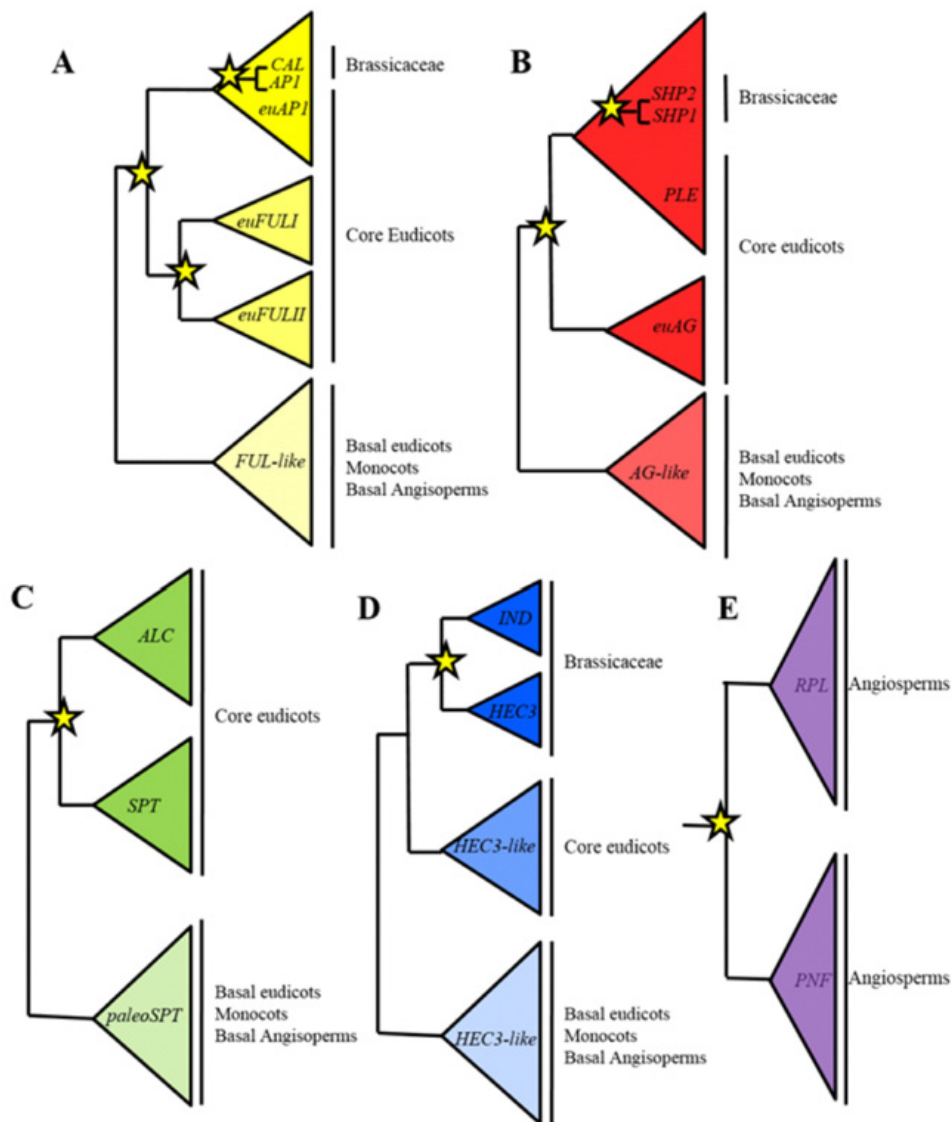 A
CAL
AP1
euAP1
Brassicaceae
euFULI
Core Eudicots
euFULII
FUL-like
Basal eudicots
Monocots
Basal Angisoperms
B
SHP2
SHP1
Brassicaceae
PLE
Core eudicots
euAG
AG-like
Basal eudicots
Monocots
Basal Angisoperms
C
ALC
Core eudicots
SPT
paleoSPT
Basal eudicots
Monocots
Basal Angisoperms
D
IND
Brassicaceae
HEC3
HEC3-like
Core eudicots
HEC3-like
Basal eudicots
Monocots
Basal Angisoperms
E
RPL
Angiosperms
PNF
Angiosperms